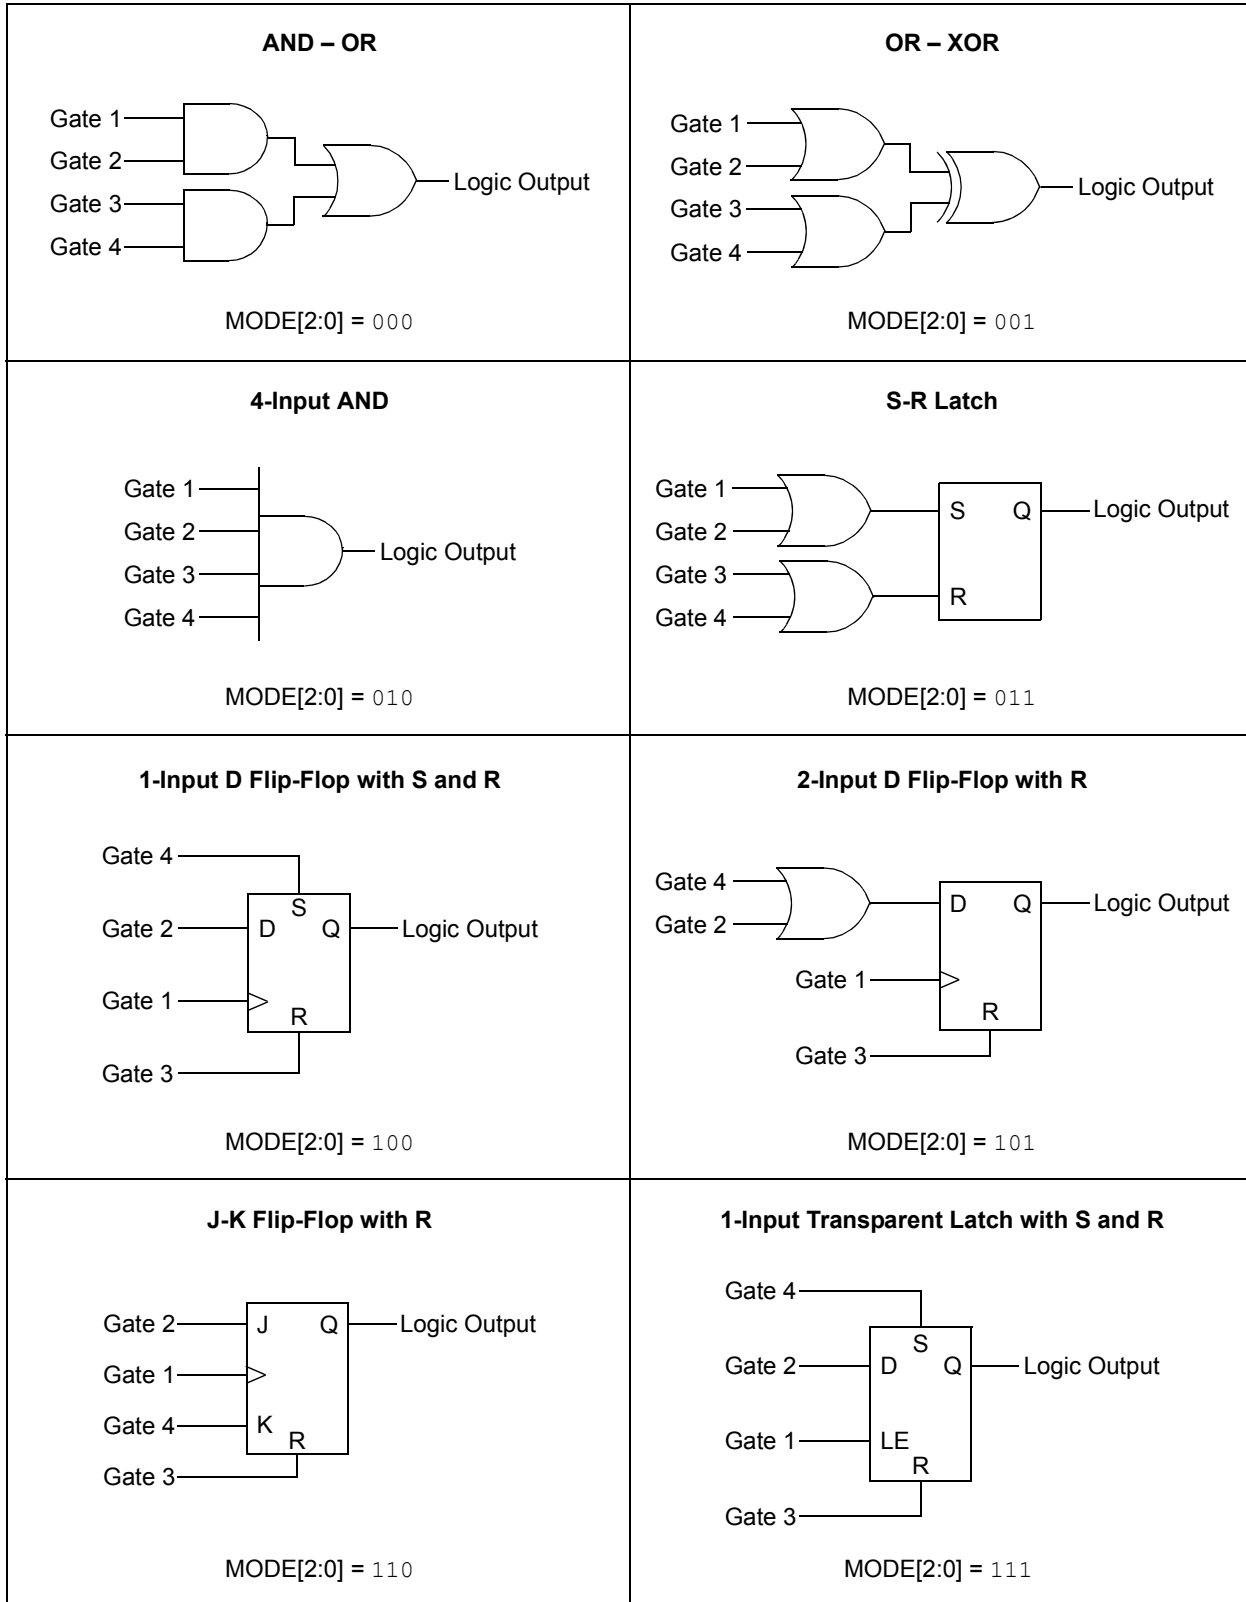 AND – OR
Gate 1
Gate 2
Gate 3
Gate 4
Logic Output
MODE[2:0] = 000
OR – XOR
Gate 1
Gate 2
Gate 3
Gate 4
Logic Output
MODE[2:0] = 001
4-Input AND
Gate 1
Gate 2
Gate 3
Gate 4
Logic Output
MODE[2:0] = 010
S-R Latch
Gate 1
Gate 2
Gate 3
Gate 4
S Q
R
Logic Output
MODE[2:0] = 011
1-Input D Flip-Flop with S and R
Gate 4
S
Gate 2
D Q
Logic Output
Gate 1
R
Gate 3
MODE[2:0] = 100
2-Input D Flip-Flop with R
Gate 4
Gate 2
D Q
Logic Output
Gate 1
R
Gate 3
MODE[2:0] = 101
J-K Flip-Flop with R
Gate 2
J Q
Logic Output
Gate 1
Gate 4
K
R
Gate 3
MODE[2:0] = 110
1-Input Transparent Latch with S and R
Gate 4
S
Gate 2
D Q
Logic Output
Gate 1
LE
R
Gate 3
MODE[2:0] = 111